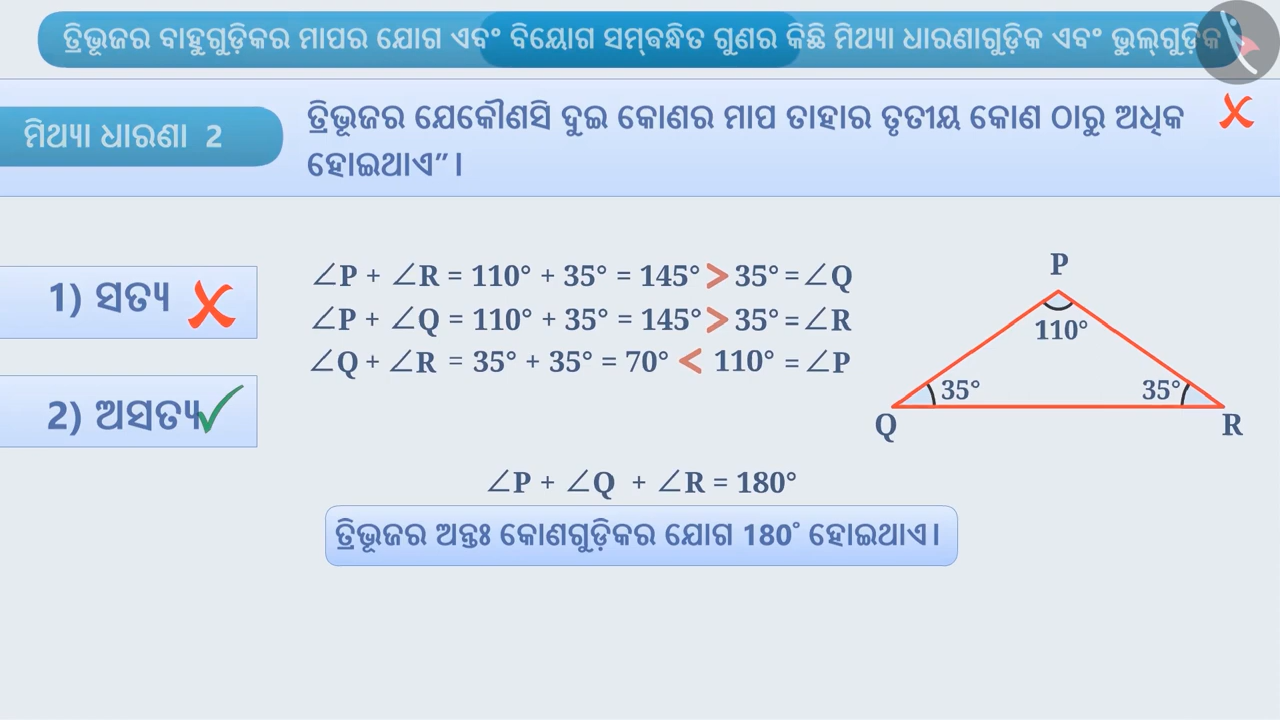 ତ୍ରିଭୂଜର ବାହୁଗୁଡ଼ିକର ମାପର ଯୋଗ ଏବଂ ବିୟୋଗ ସମ୍ବନ୍ଧିତ ଗୁଣର କିଛି ମିଥ୍ୟା ଧାରଣାଗୁଡ଼ିକ ଏବଂ ଭୁଲ୍‌ଗୁଡ଼ିକ
ମିଥ୍ୟା ଧାରଣା 2
ତ୍ରିଭୂଜର ଯେକୌଣସି ଦୁଇ କୋଣର ମାପ ତାହାର ତୃତୀୟ କୋଣ ଠାରୁ ଅଧିକ
ହୋଇଥାଏ”।
1) ସତ୍ୟ
2) ଅସତ୍ୟ
∠P + ∠R = 110° + 35° = 145° > 35° = ∠Q
∠P + ∠Q = 110° + 35° = 145° > 35° = ∠R
∠Q + ∠R = 35° + 35° = 70° < 110° = ∠P
P
110°
35°
35°
Q
R
∠P + ∠Q + ∠R = 180°
ତ୍ରିଭୂଜର ଅନ୍ତଃ କୋଣଗୁଡ଼ିକର ଯୋଗ 180° ହୋଇଥାଏ।